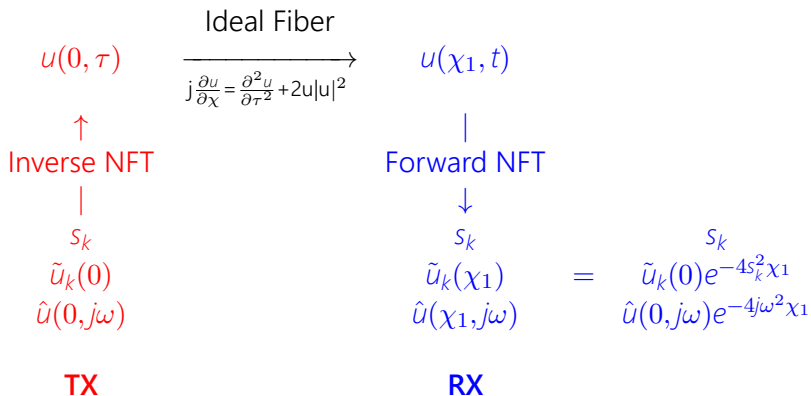 Ideal Fiber
u(0, τ) ⟶ u(χ₁, t)
j ∂u/∂χ = ∂²u/∂τ² + 2u|u|²
↑ |
Inverse NFT Forward NFT
| ↓
s_k s_k s_k
ũ_k(0) ũ_k(χ₁) = ũ_k(0)e^{−4s_k²χ₁}
û(0, jω) û(χ₁, jω) û(0, jω)e^{−4jω²χ₁}
TX RX